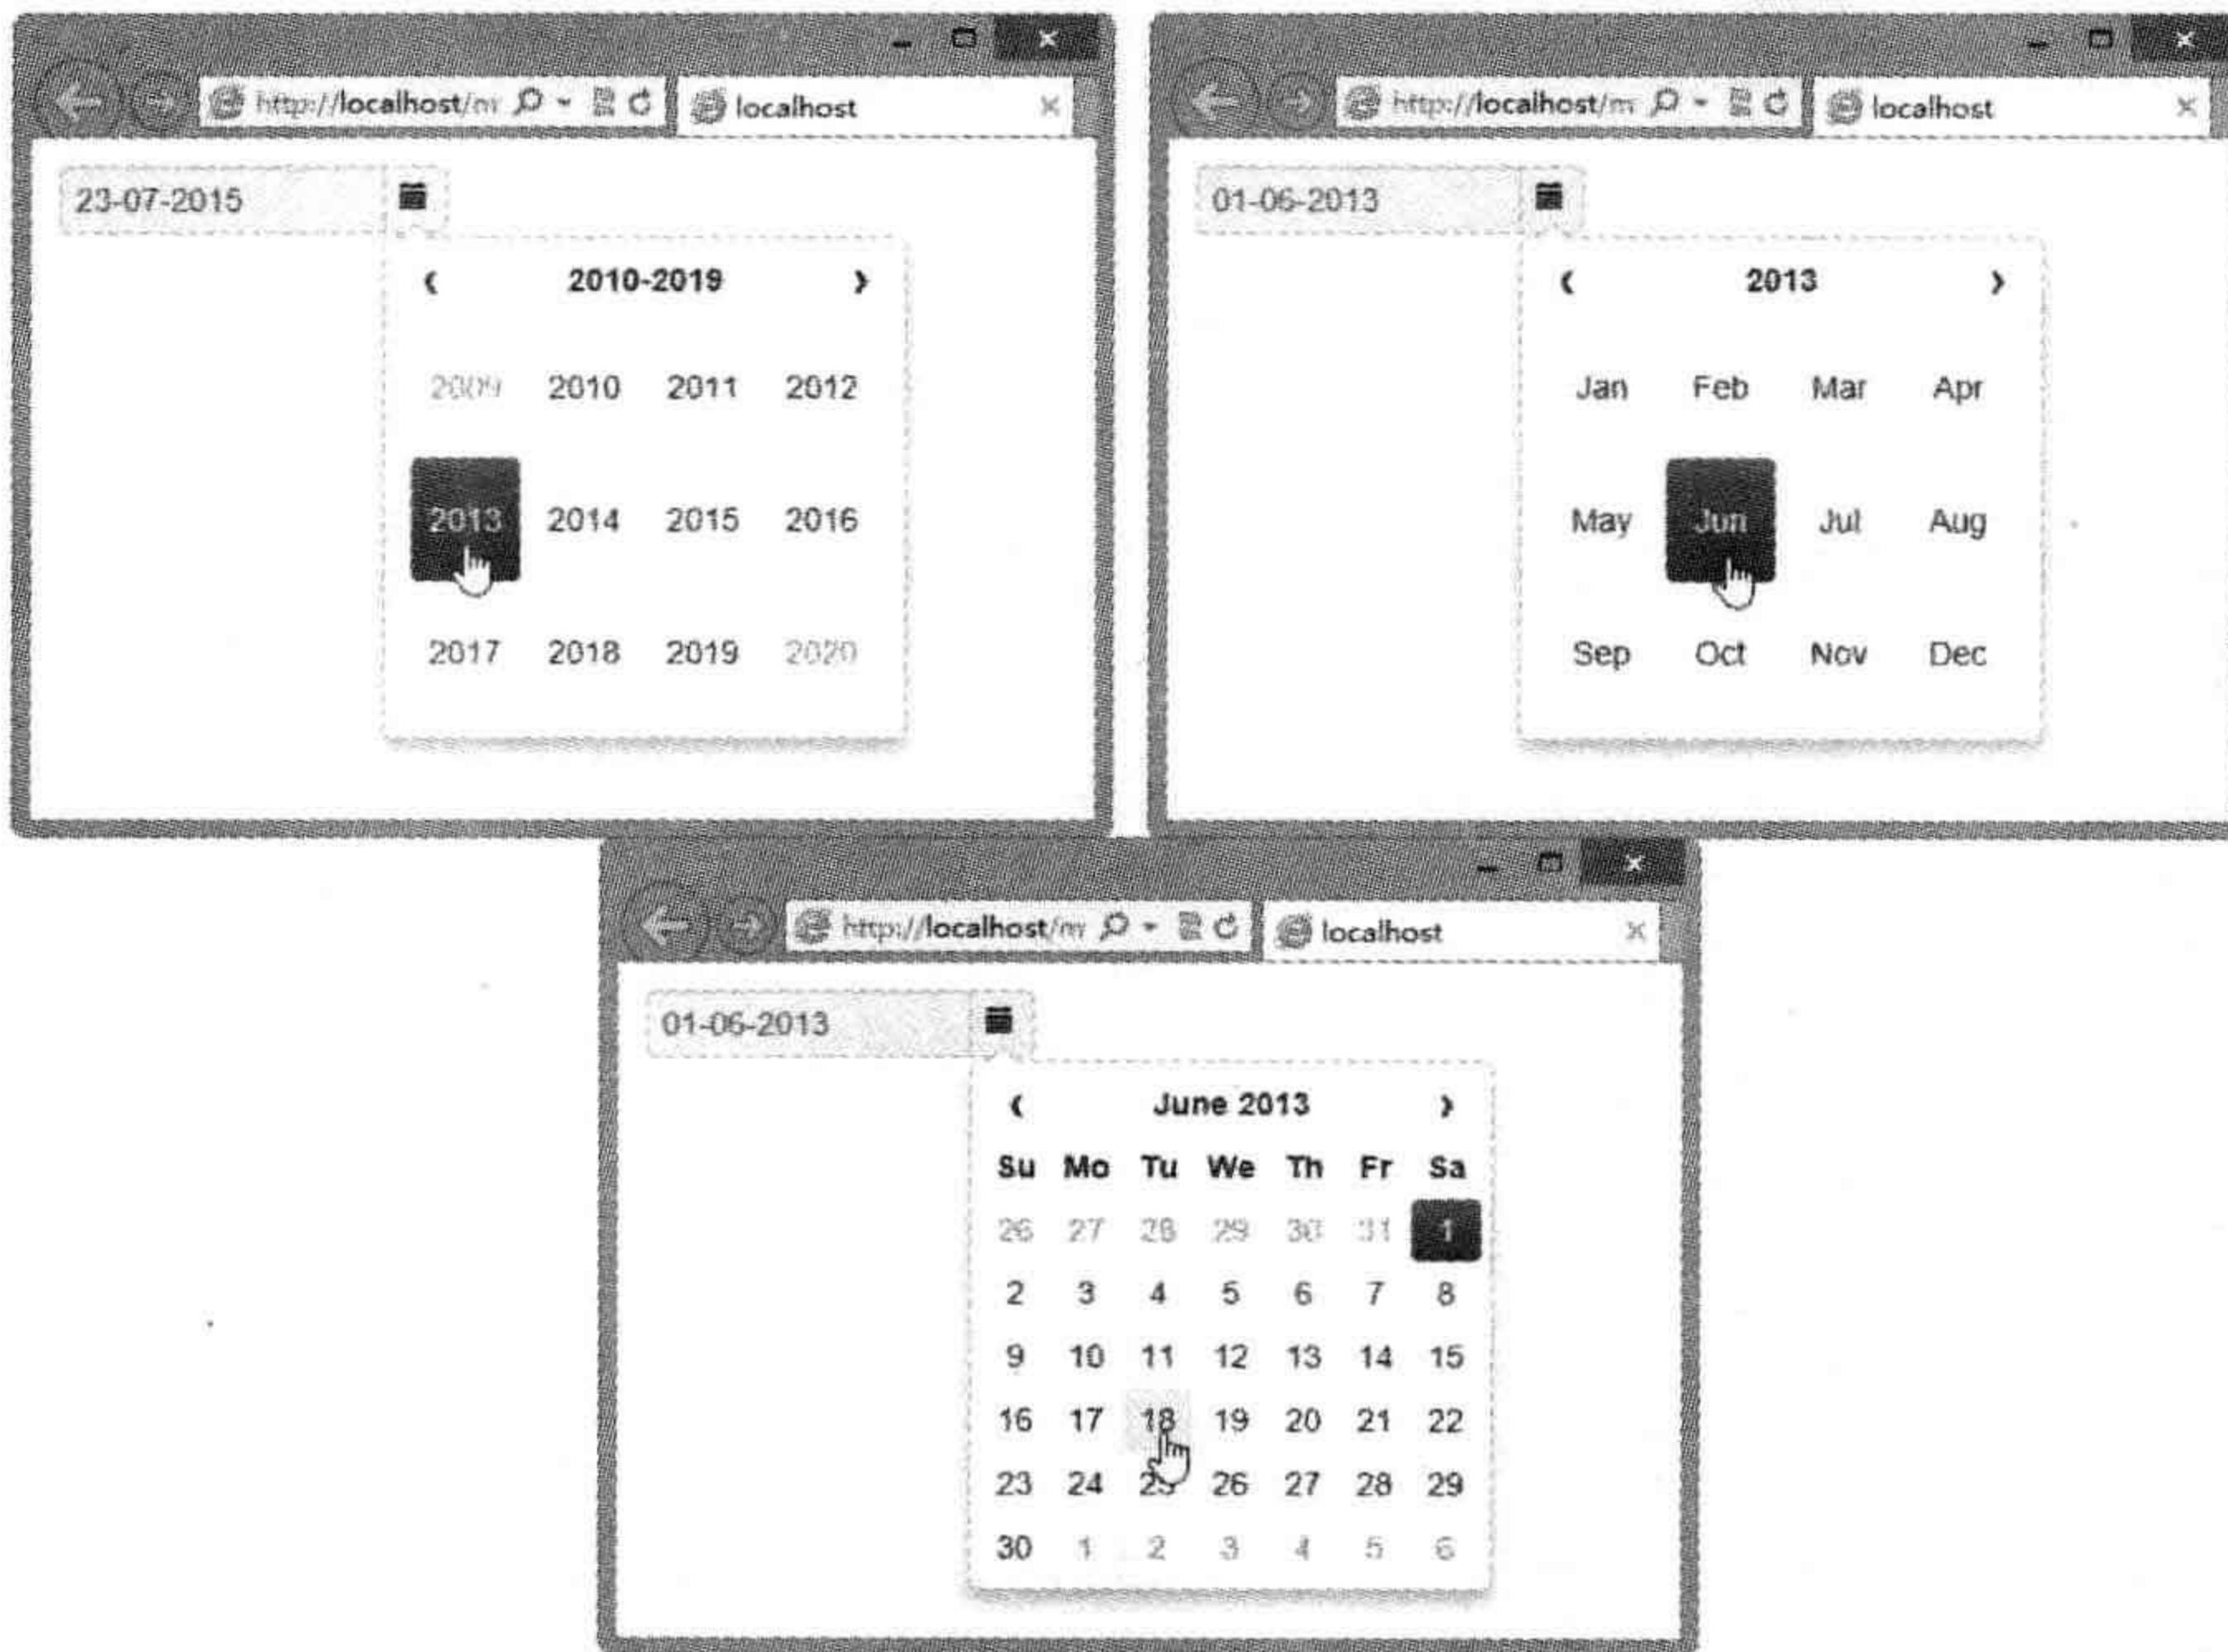 http://localhost/m localhost
23-07-2015
2010-2019
2009 2010 2011 2012
2013 2014 2015 2016
2017 2018 2019 2020
http://localhost/m localhost
01-06-2013
2013
Jan Feb Mar Apr
May Jun Jul Aug
Sep Oct Nov Dec
http://localhost/m localhost
01-06-2013
June 2013
Su Mo Tu We Th Fr Sa
26 27 28 29 30 31 1
2 3 4 5 6 7 8
9 10 11 12 13 14 15
16 17 18 19 20 21 22
23 24 25 26 27 28 29
30 1 2 3 4 5 6